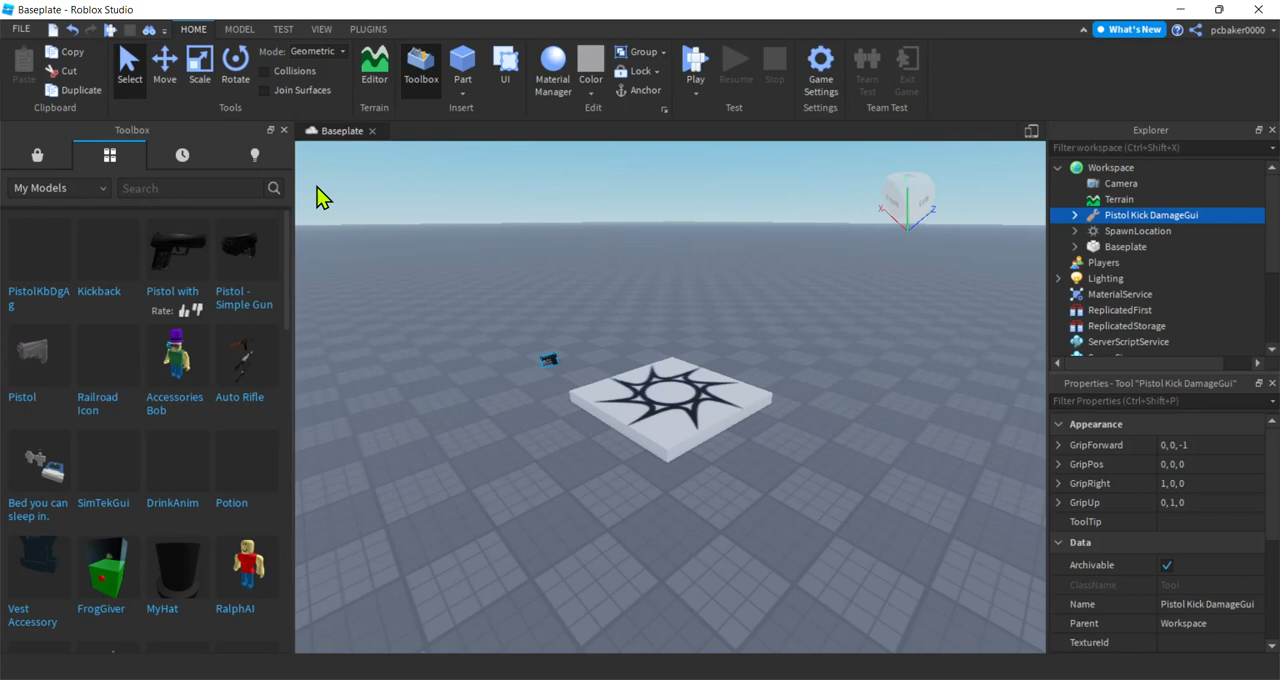 Baseplate - Roblox Studio
FILE HOME MODEL TEST VIEW PLUGINS What's New pcbaker0000
Paste Copy Cut Duplicate
Clipboard
Select Move Scale Rotate Mode: Geometric Collisions Join Surfaces
Tools
Editor
Terrain
Toolbox Part UI
Insert
Material Manager Color Group Lock Anchor
Edit
Play Resume Stop
Test
Game Settings
Settings
Team Test Exit Game
Team Test
Toolbox
My Models Search
PistolKbDgA
g
Kickback
Pistol with
Rate:
Pistol -
Simple Gun
Pistol
Railroad
Icon
Accessories
Bob
Auto Rifle
Bed you can
sleep in.
SimTekGui
DrinkAnim
Potion
Vest
Accessory
FrogGiver
MyHat
RalphAI
Baseplate
X
Z
Explorer
Filter workspace (Ctrl+Shift+X)
Workspace
Camera
Terrain
Pistol Kick DamageGui
SpawnLocation
Baseplate
Players
Lighting
MaterialService
ReplicatedFirst
ReplicatedStorage
ServerScriptService
Properties - Tool "Pistol Kick DamageGui"
Filter Properties (Ctrl+Shift+P)
Appearance
GripForward 0, 0, -1
GripPos 0, 0, 0
GripRight 1, 0, 0
GripUp 0, 1, 0
ToolTip
Data
Archivable
ClassName Tool
Name Pistol Kick DamageGui
Parent Workspace
TextureId